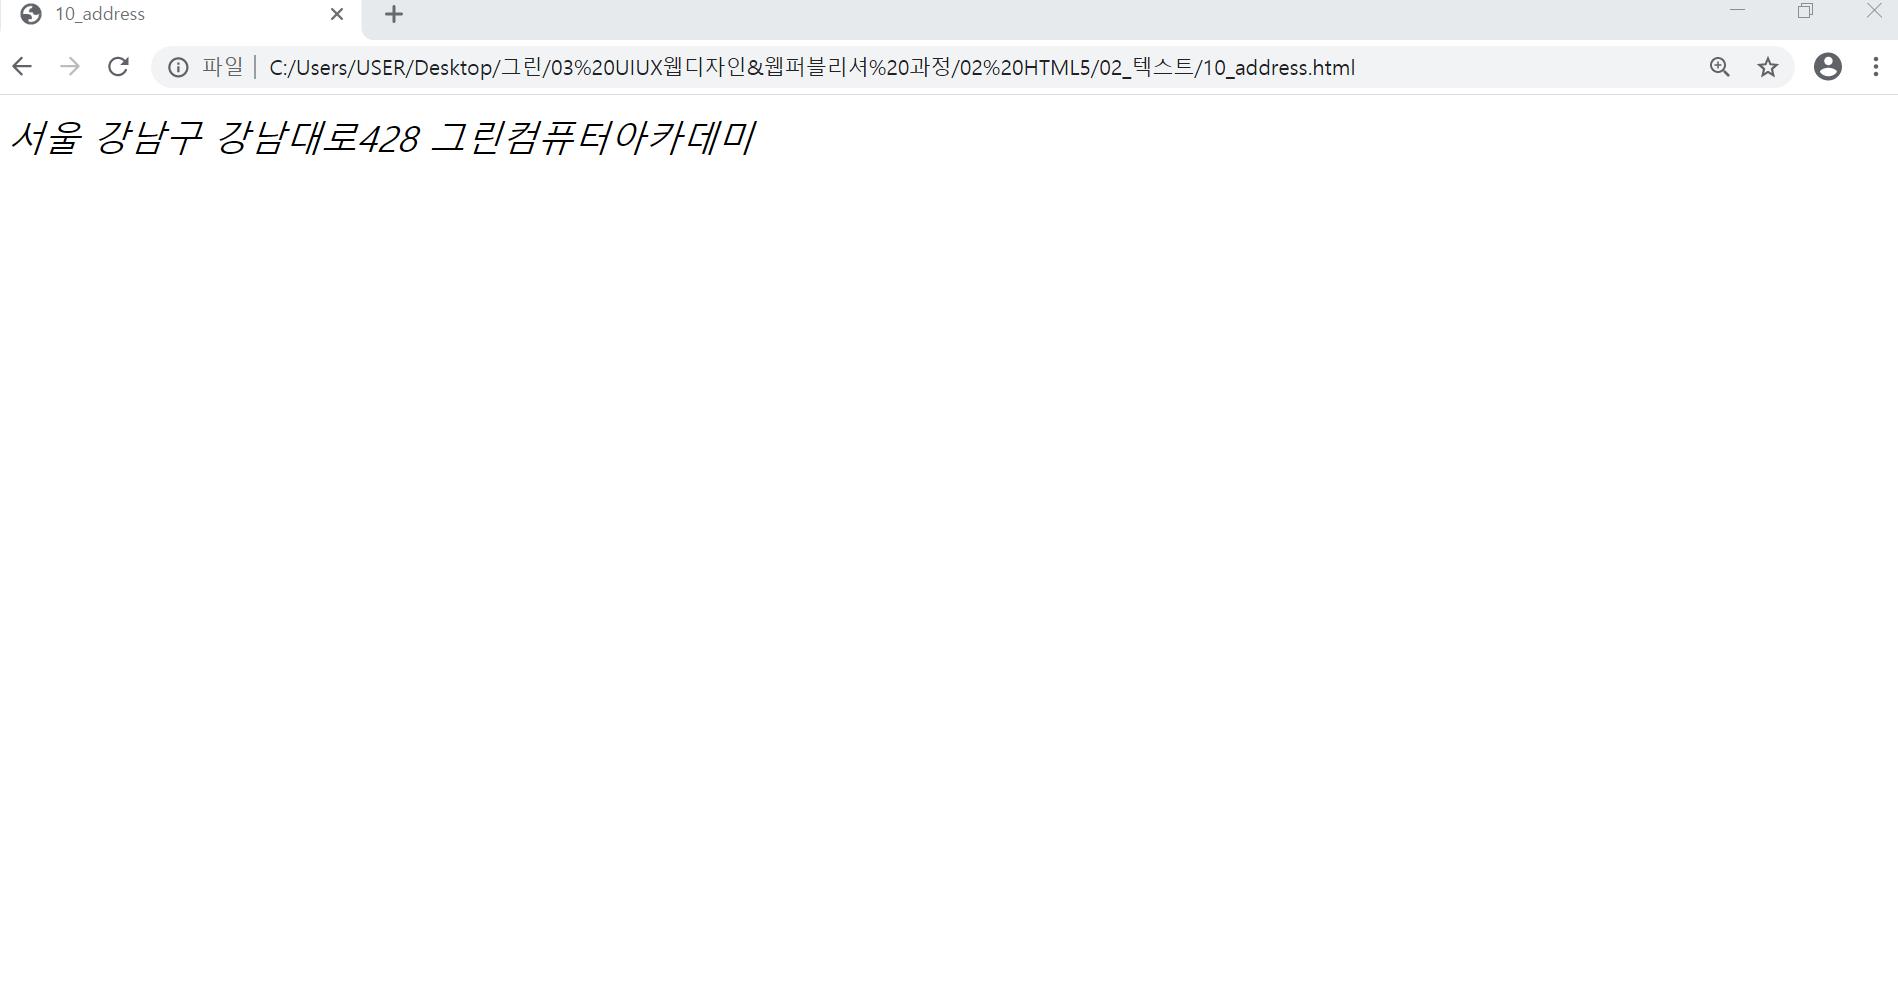 10_address
파일 | C:/Users/USER/Desktop/그린/03%20UIUX웹디자인&웹퍼블리셔%20과정/02%20HTML5/02_텍스트/10_address.html
서울 강남구 강남대로428 그린컴퓨터아카데미